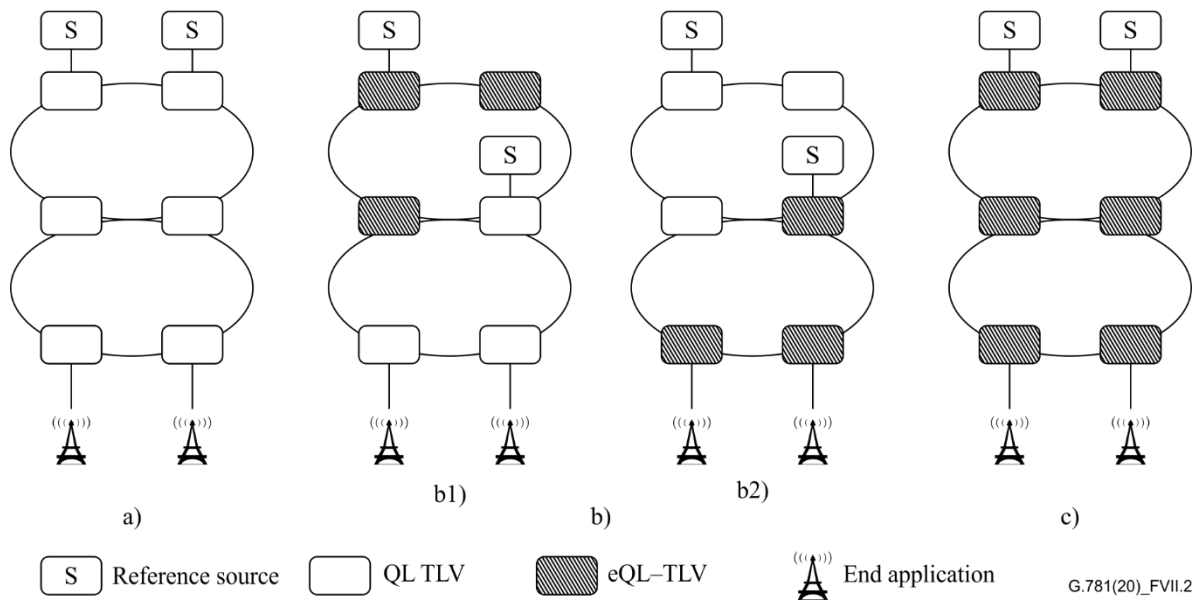 S S S S S S
S S
b1) b2)
a) b) c)
S Reference source QL TLV eQL–TLV End application
G.781(20)_FVII.2